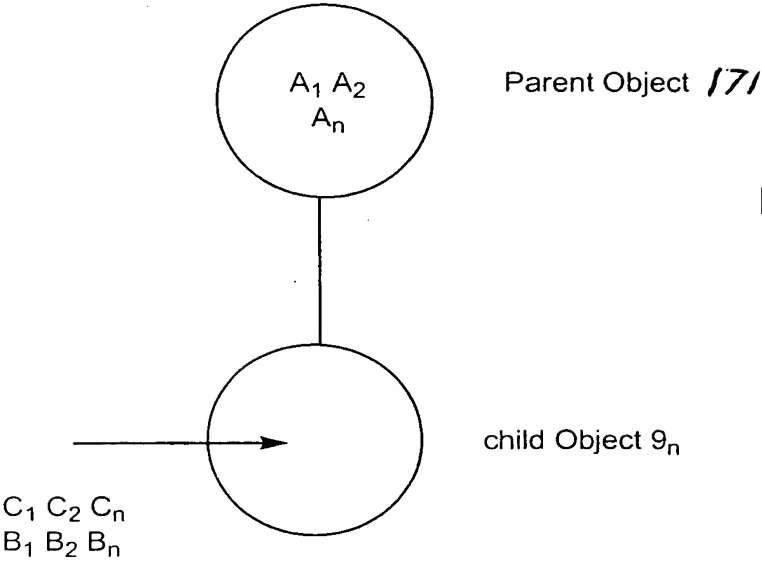 A₁ A₂
Aₙ
Parent Object 171
child Object 9ₙ
C₁ C₂ Cₙ
B₁ B₂ Bₙ